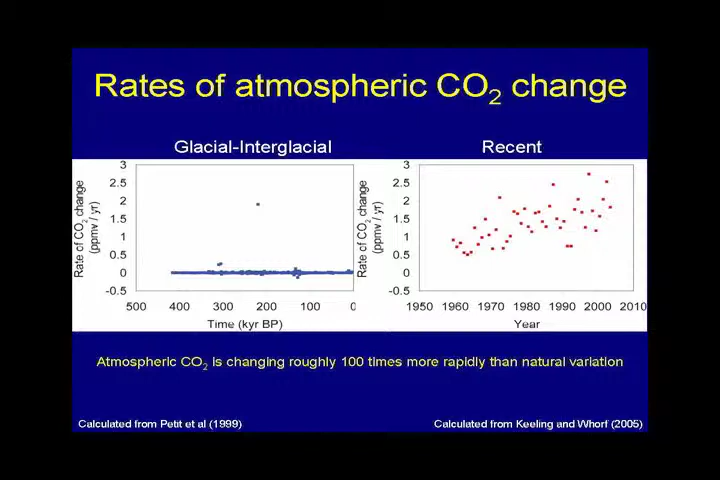 Rates of atmospheric CO₂ change
Glacial-Interglacial
Recent
3
2.5
2
1.5
1
0.5
0
-0.5
Rate of CO₂ change
(ppmv / yr)
500 400 300 200 100 0
Time (kyr BP)
3
2.5
2
1.5
1
0.5
0
-0.5
Rate of CO₂ change
(ppmv / yr)
1950 1960 1970 1980 1990 2000 2010
Year
Atmospheric CO₂ is changing roughly 100 times more rapidly than natural variation
Calculated from Petit et al (1999)
Calculated from Keeling and Whorf (2005)